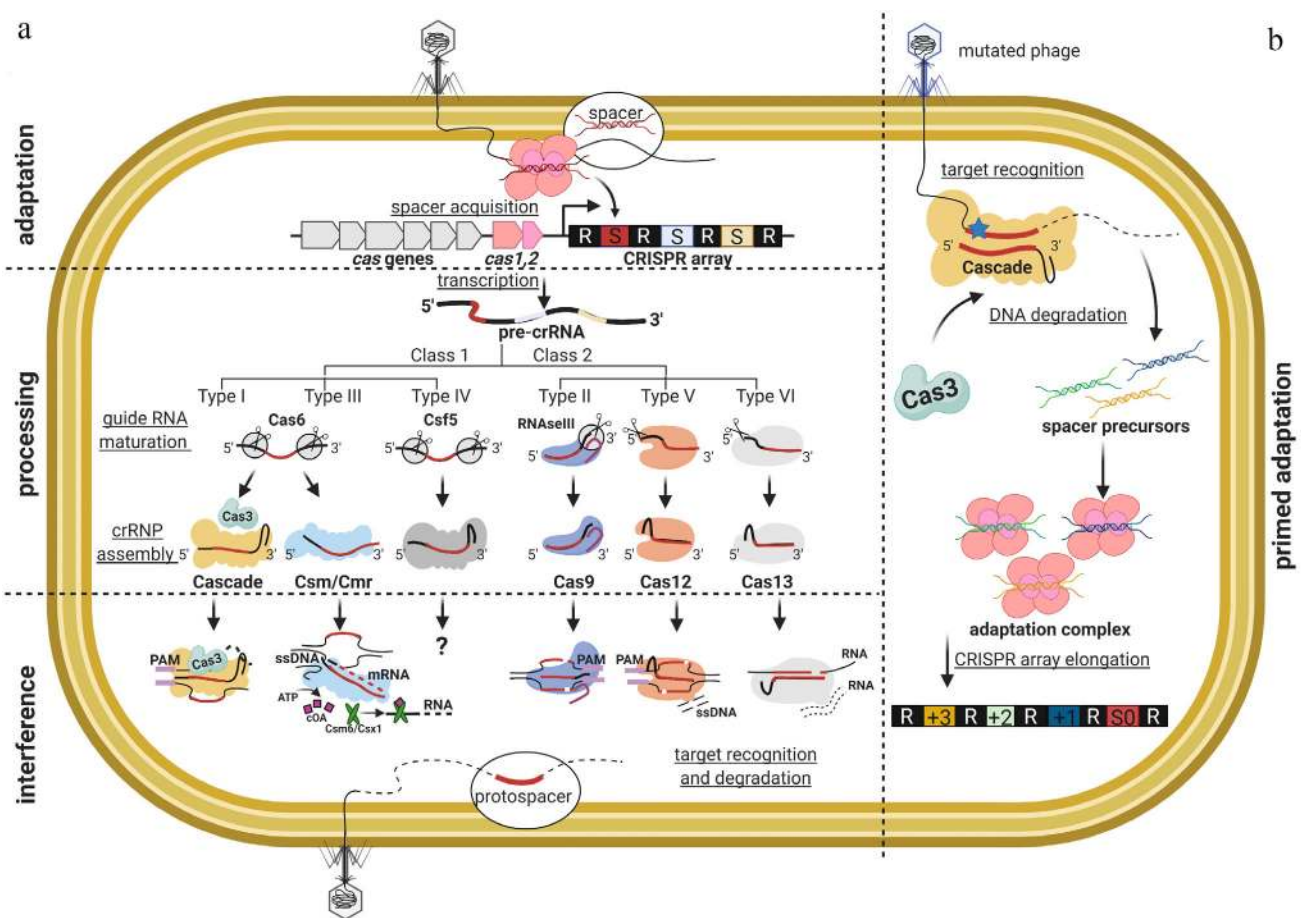 a
adaptation
spacer
spacer acquisition
cas genes
cas1,2
R S R S R S R
CRISPR array
transcription
5'
3'
pre-crRNA
processing
Class 1
Class 2
Type I
Type III
Type IV
Type II
Type V
Type VI
guide RNA
maturation
Cas6
5'
3'
Csf5
5'
3'
RNAseIII
5'
3'
5'
3'
5'
3'
crRNP
assembly
Cas3
5'
3'
5'
3'
5'
3'
5'
3'
5'
3'
5'
3'
Cascade
Csm/Cmr
Cas9
Cas12
Cas13
interference
PAM
Cas3
ssDNA
mRNA
ATP
cOA
Csm6/Csx1
RNA
?
PAM
PAM
ssDNA
RNA
RNA
target recognition
and degradation
protospacer
b
mutated phage
primed adaptation
target recognition
5'
3'
Cascade
DNA degradation
Cas3
spacer precursors
adaptation complex
CRISPR array elongation
R +3 R +2 R +1 R S0 R